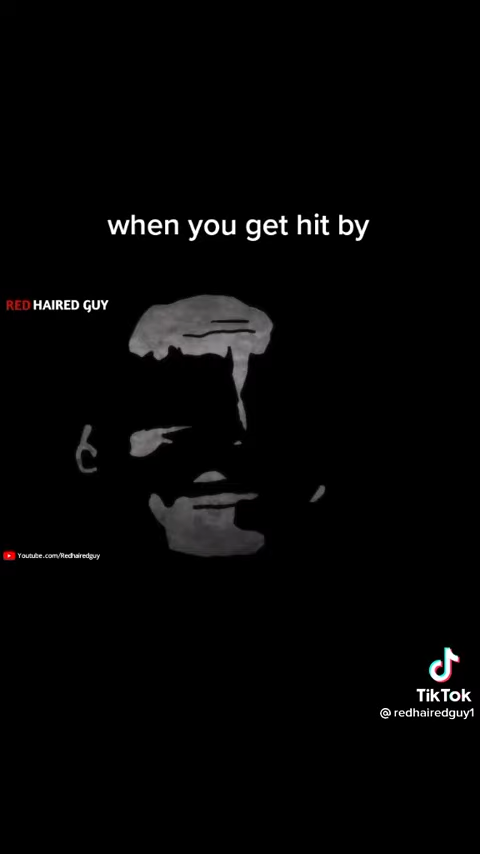 when you get hit by
RED HAIRED GUY
Youtube.com/Redhairedguy
TikTok
@redhairedguy1